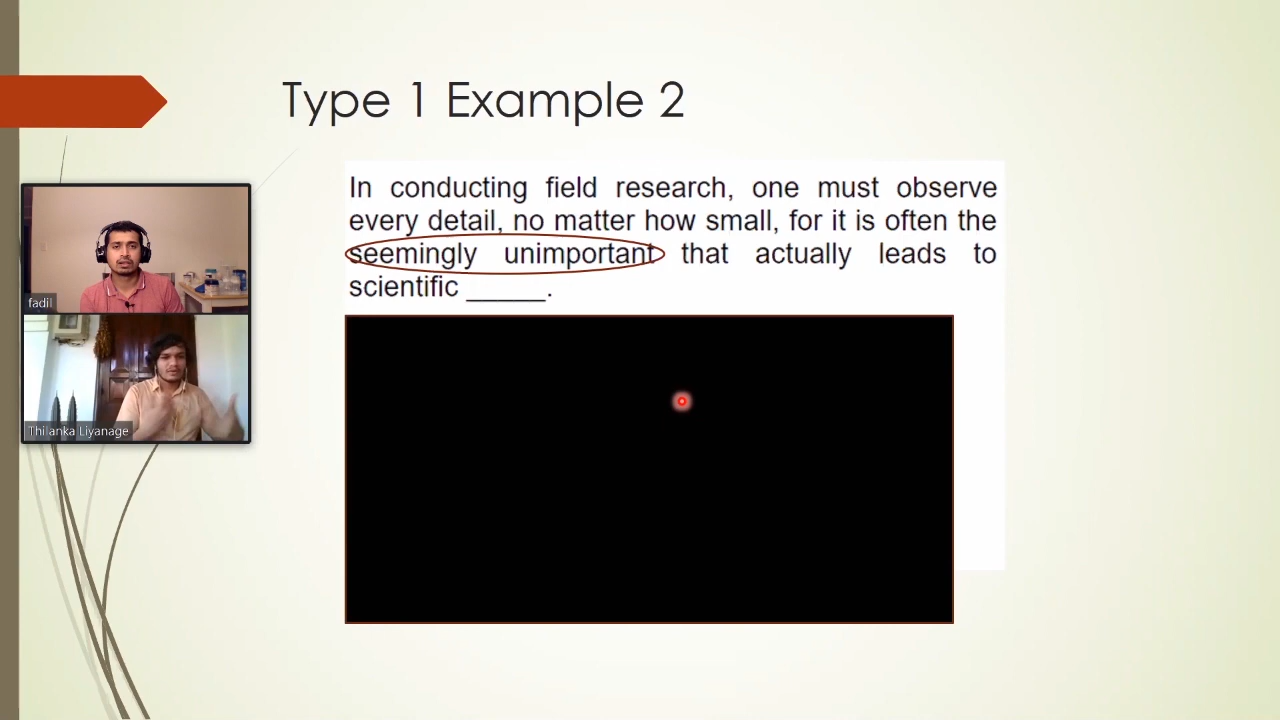 Type 1 Example 2
In conducting field research, one must observe
every detail, no matter how small, for it is often the
seemingly unimportant that actually leads to
scientific _____.
fadil
Thilanka Liyanage